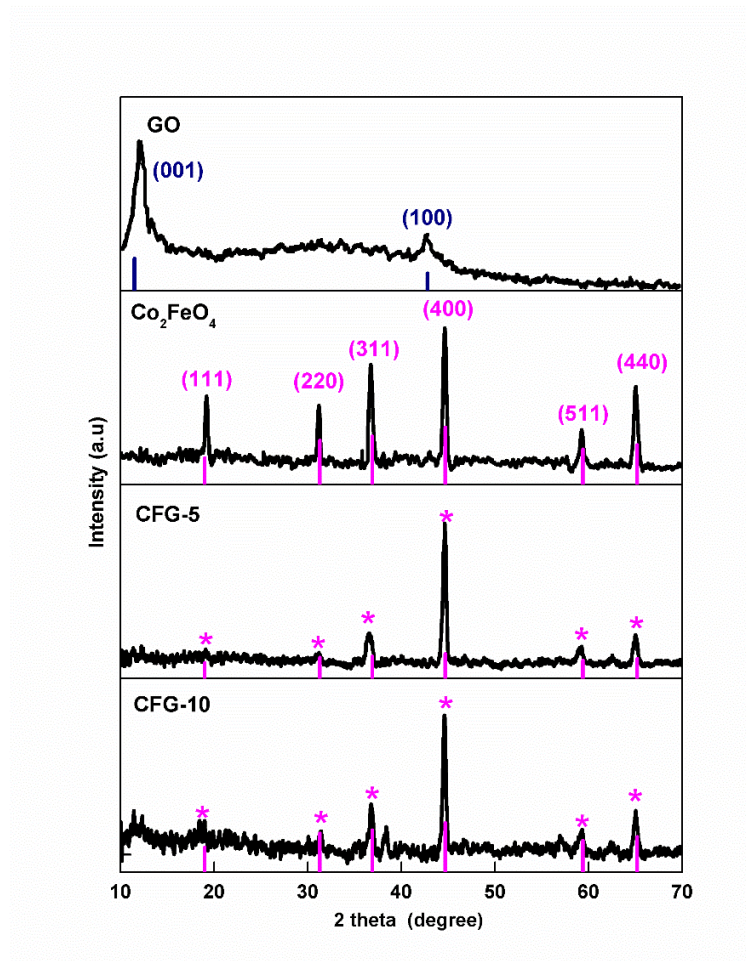 GO
(001)
(100)
Co₂FeO₄
(111)
(220)
(311)
(400)
(511)
(440)
CFG-5
* * * * * *
CFG-10
* * * * * *
Intensity (a.u)
10 20 30 40 50 60 70
2 theta (degree)